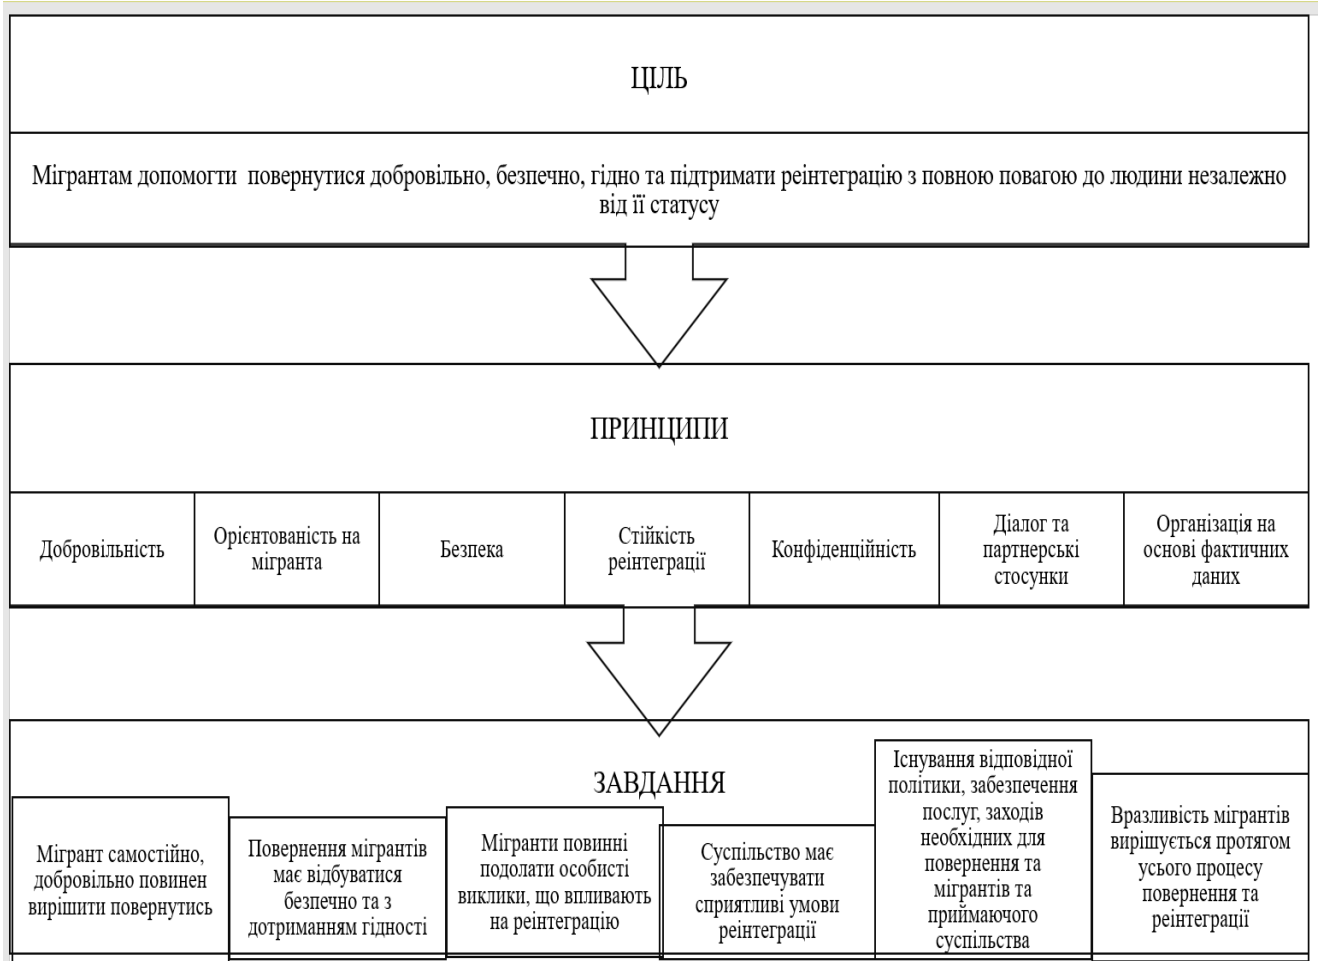 ЦІЛЬ
Мігрантам допомогти повернутися добровільно, безпечно, гідно та підтримати реінтеграцію з повною повагою до людини незалежно
від її статусу
ПРИНЦИПИ
Добровільність
Орієнтованість на
мігранта
Безпека
Стійкість
реінтеграції
Конфіденційність
Діалог та
партнерські
стосунки
Організація на
основі фактичних
даних
ЗАВДАННЯ
Мігрант самостійно,
добровільно повинен
вирішити повернутись
Повернення мігрантів
має відбуватися
безпечно та з
дотриманням гідності
Мігранти повинні
подолати особисті
виклики, що впливають
на реінтеграцію
Суспільство має
забезпечувати
сприятливі умови
реінтеграції
Існування відповідної
політики, забезпечення
послуг, заходів
необхідних для
повернення та
мігрантів та
приймаючого
суспільства
Вразливість мігрантів
вирішується протягом
усього процесу
повернення та
реінтеграції